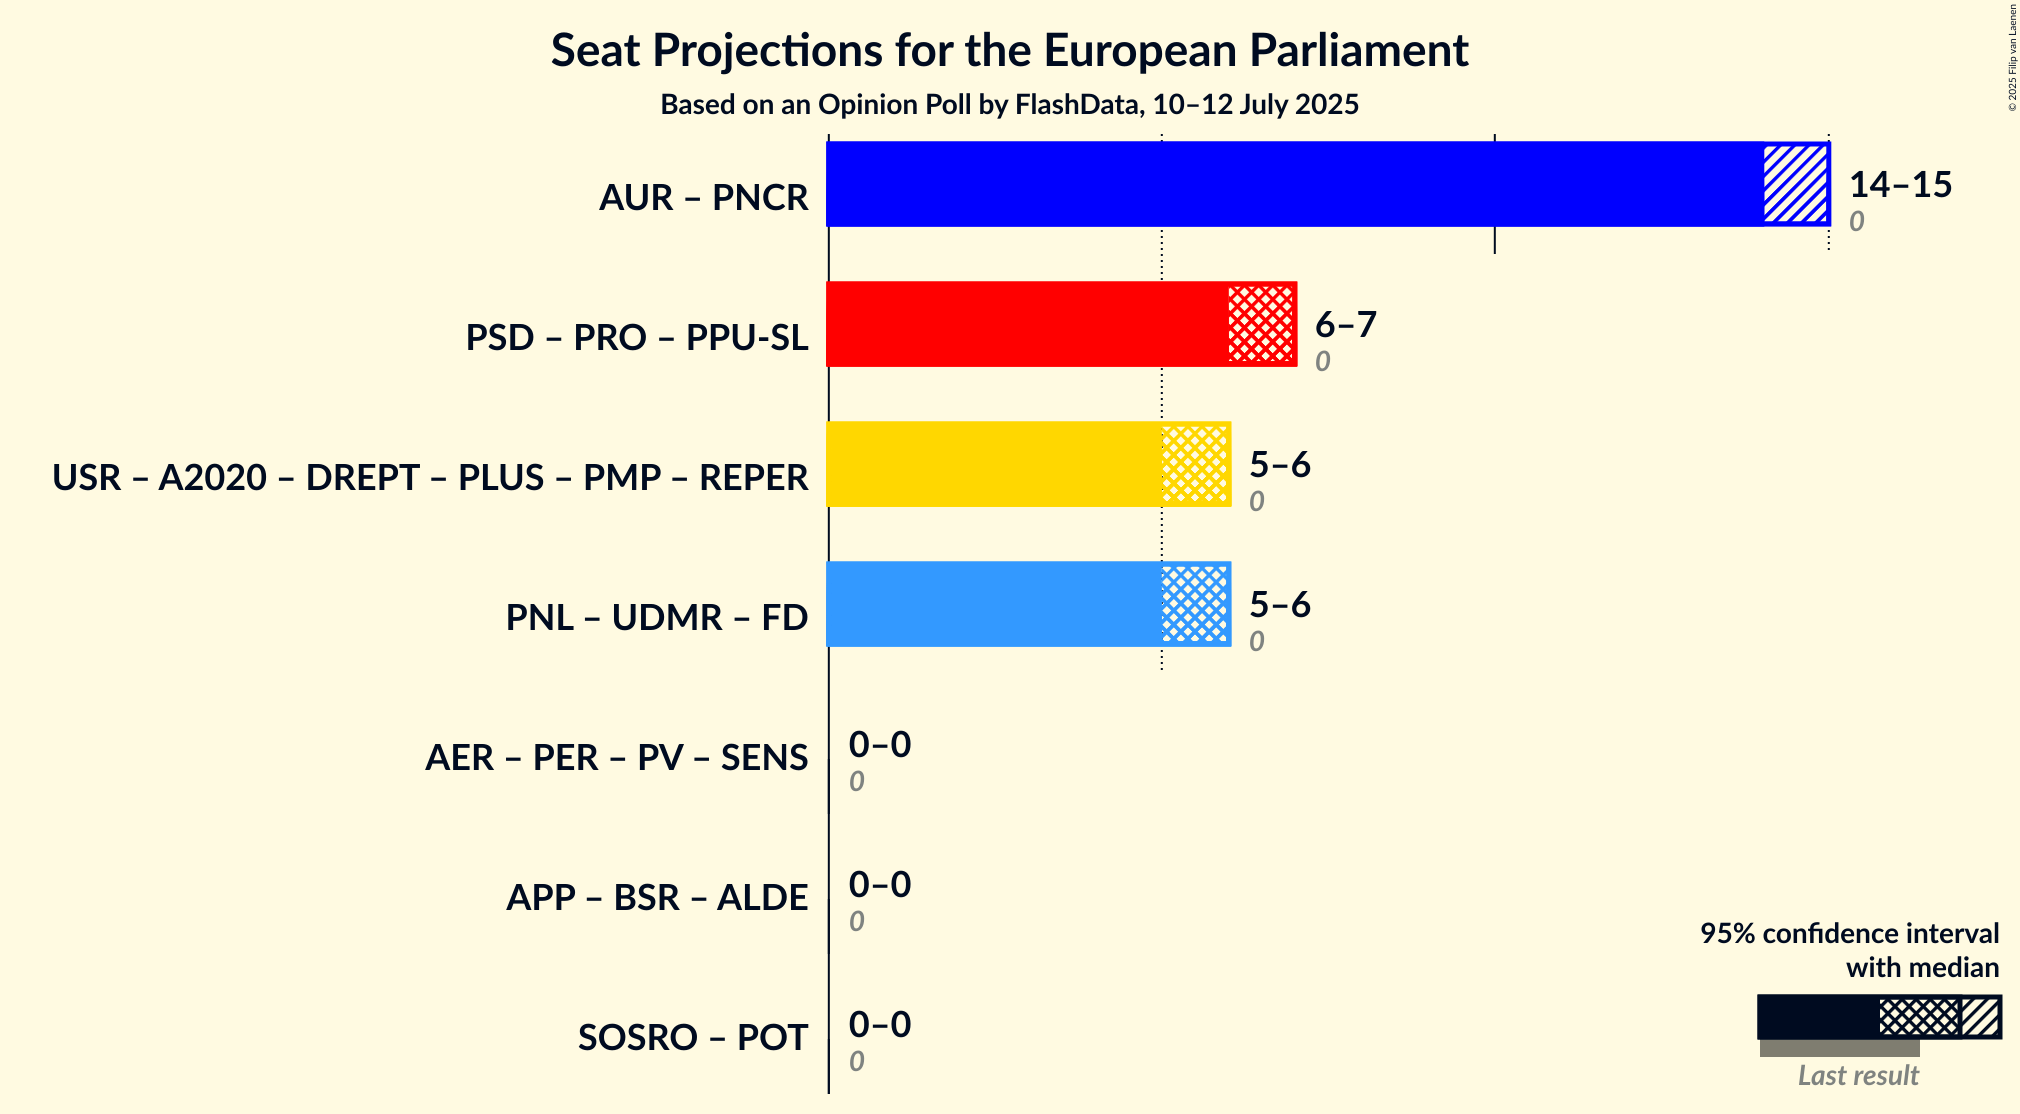 Seat Projections for the European Parliament
Based on an Opinion Poll by FlashData, 10–12 July 2025
© 2025 Filip van Laenen
AUR – PNCR
14–15
0
PSD – PRO – PPU-SL
6–7
0
USR – A2020 – DREPT – PLUS – PMP – REPER
5–6
0
PNL – UDMR – FD
5–6
0
AER – PER – PV – SENS
0–0
0
APP – BSR – ALDE
0–0
0
SOSRO – POT
0–0
0
95% confidence interval
with median
Last result